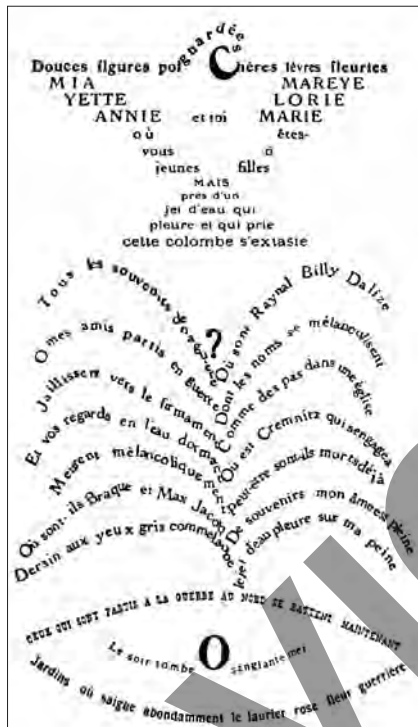 Douces figures poignardées Chères lèvres fleuries
MIA MAREYE
YETTE LORIE
ANNIE et toi MARIE
où êtes-
vous ô
jeunes filles
MAIS
près d'un
jet d'eau qui
pleure et qui prie
cette colombe s'extasie
?
Tous les souvenirs de naguère
O mes amis partis en guerre
Jaillissent vers le firmament
Et vos regards en l'eau dormant
Meurent mélancoliquement
Où sont-ils Braque et Max Jacob
Derain aux yeux gris comme l'aube
Où sont Raynal Billy Dalize
Dont les noms se mélancolisent
Comme des pas dans une église
Où est Cremnitz qui s'engagea
Peut-être sont-ils morts déjà
De souvenirs mon âme est pleine
Le jet d'eau pleure sur ma peine
CEUX QUI SONT PARTIS A LA GUERRE AU NORD SE BATTENT MAINTENANT
Le soir tombe O sanglante mer
Jardins où saigne abondamment le laurier rose fleur guerrière